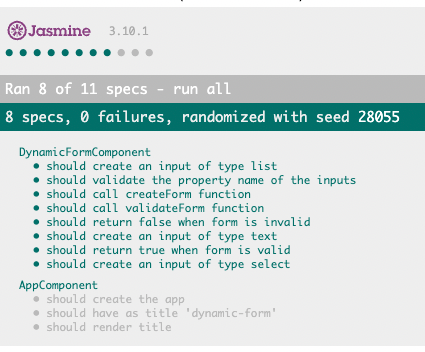 Jasmine 3.10.1
Ran 8 of 11 specs - run all
8 specs, 0 failures, randomized with seed 28055
DynamicFormComponent
• should create an input of type list
• should validate the property name of the inputs
• should call createForm function
• should call validateForm function
• should return false when form is invalid
• should create an input of type text
• should return true when form is valid
• should create an input of type select
AppComponent
• should create the app
• should have as title 'dynamic-form'
• should render title